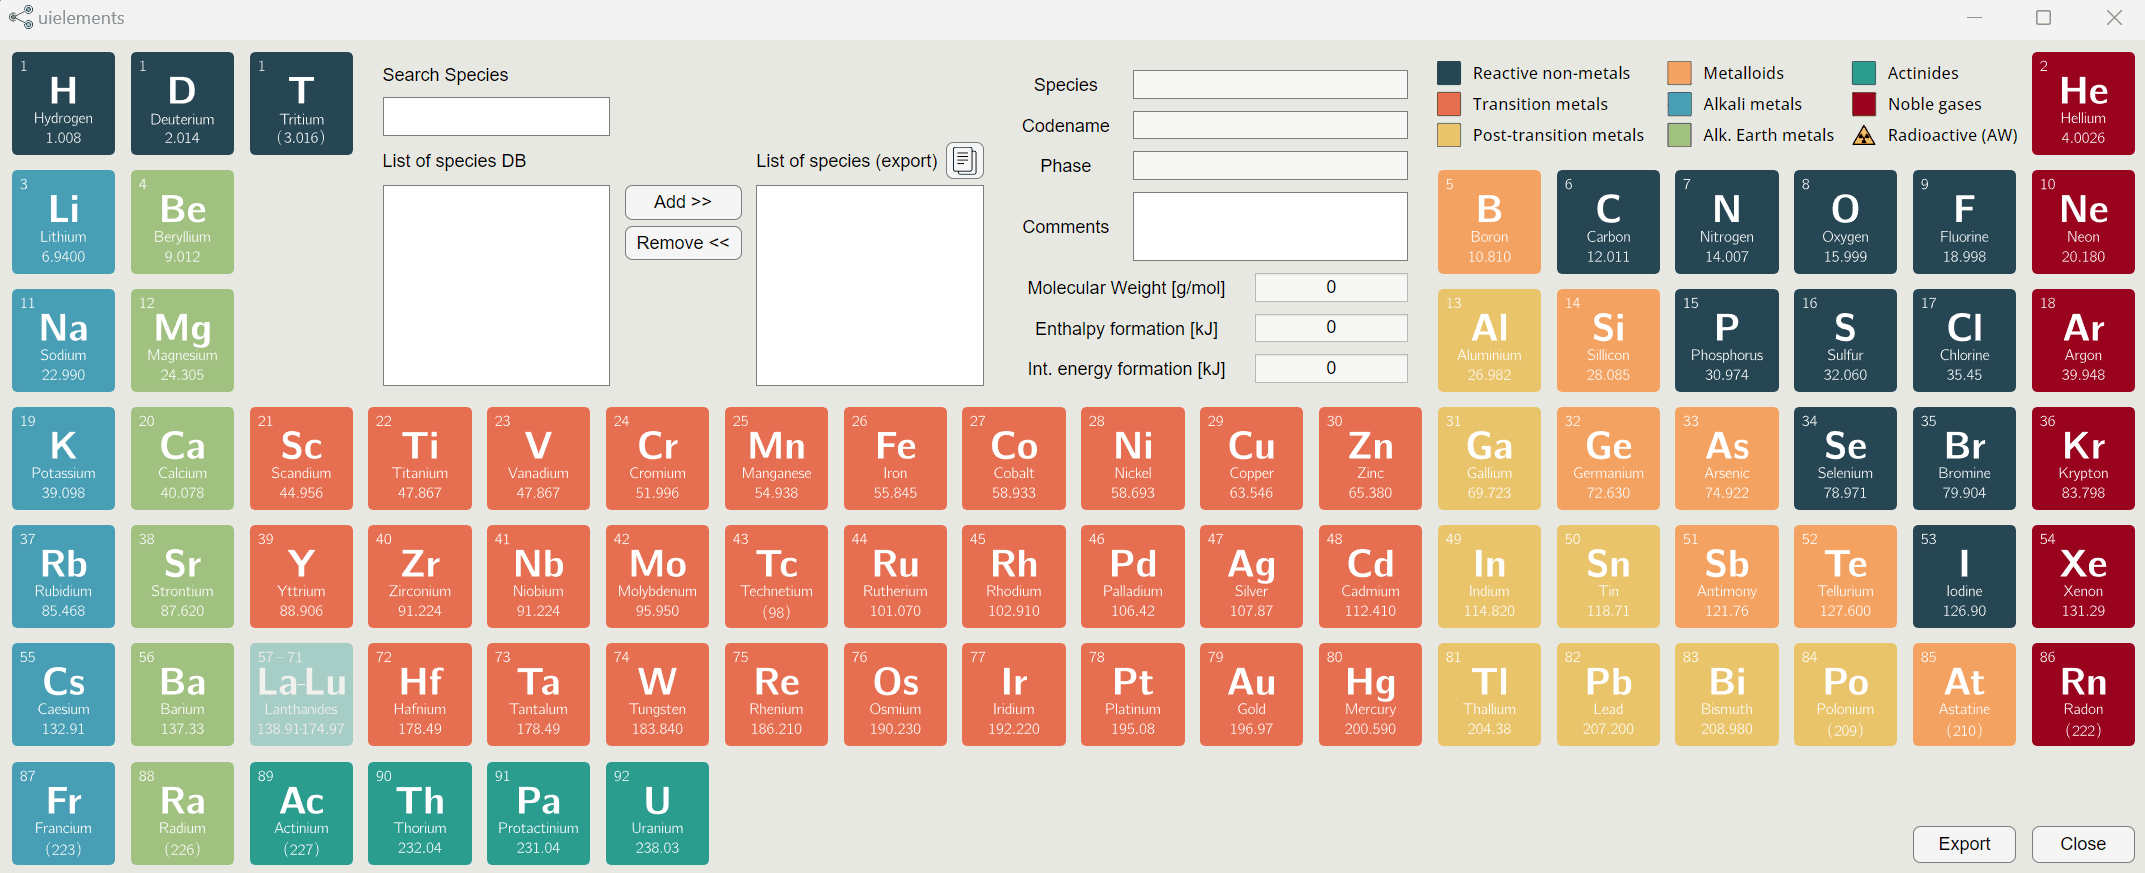 uielements
1
H
Hydrogen
1.008
1
D
Deuterium
2.014
1
T
Tritium
(3.016)
Search Species
List of species DB
Add >>
Remove <<
List of species (export)
Species
Codename
Phase
Comments
Molecular Weight [g/mol]
0
Enthalpy formation [kJ]
0
Int. energy formation [kJ]
0
Reactive non-metals
Transition metals
Post-transition metals
Metalloids
Alkali metals
Alk. Earth metals
Actinides
Noble gases
Radioactive (AW)
2
He
Hellium
4.0026
3
Li
Lithium
6.9400
4
Be
Beryllium
9.012
5
B
Boron
10.810
6
C
Carbon
12.011
7
N
Nitrogen
14.007
8
O
Oxygen
15.999
9
F
Fluorine
18.998
10
Ne
Neon
20.180
11
Na
Sodium
22.990
12
Mg
Magnesium
24.305
13
Al
Aluminium
26.982
14
Si
Sillicon
28.085
15
P
Phosphorus
30.974
16
S
Sulfur
32.060
17
Cl
Chlorine
35.45
18
Ar
Argon
39.948
19
K
Potassium
39.098
20
Ca
Calcium
40.078
21
Sc
Scandium
44.956
22
Ti
Titanium
47.867
23
V
Vanadium
47.867
24
Cr
Cromium
51.996
25
Mn
Manganese
54.938
26
Fe
Iron
55.845
27
Co
Cobalt
58.933
28
Ni
Nickel
58.693
29
Cu
Copper
63.546
30
Zn
Zinc
65.380
31
Ga
Gallium
69.723
32
Ge
Germanium
72.630
33
As
Arsenic
74.922
34
Se
Selenium
78.971
35
Br
Bromine
79.904
36
Kr
Krypton
83.798
37
Rb
Rubidium
85.468
38
Sr
Strontium
87.620
39
Y
Yttrium
88.906
40
Zr
Zirconium
91.224
41
Nb
Niobium
91.224
42
Mo
Molybdenum
95.950
43
Tc
Technetium
(98)
44
Ru
Rutherium
101.070
45
Rh
Rhodium
102.910
46
Pd
Palladium
106.42
47
Ag
Silver
107.87
48
Cd
Cadmium
112.410
49
In
Indium
114.820
50
Sn
Tin
118.71
51
Sb
Antimony
121.76
52
Te
Tellurium
127.600
53
I
Iodine
126.90
54
Xe
Xenon
131.29
55
Cs
Caesium
132.91
56
Ba
Barium
137.33
57 - 71
La-Lu
Lanthanides
138.91-174.97
72
Hf
Hafnium
178.49
73
Ta
Tantalum
178.49
74
W
Tungsten
183.840
75
Re
Rhenium
186.210
76
Os
Osmium
190.230
77
Ir
Iridium
192.220
78
Pt
Platinum
195.08
79
Au
Gold
196.97
80
Hg
Mercury
200.590
81
Tl
Thallium
204.38
82
Pb
Lead
207.200
83
Bi
Bismuth
208.980
84
Po
Polonium
(209)
85
At
Astatine
(210)
86
Rn
Radon
(222)
87
Fr
Francium
(223)
88
Ra
Radium
(226)
89
Ac
Actinium
(227)
90
Th
Thorium
232.04
91
Pa
Protactinium
231.04
92
U
Uranium
238.03
Export
Close